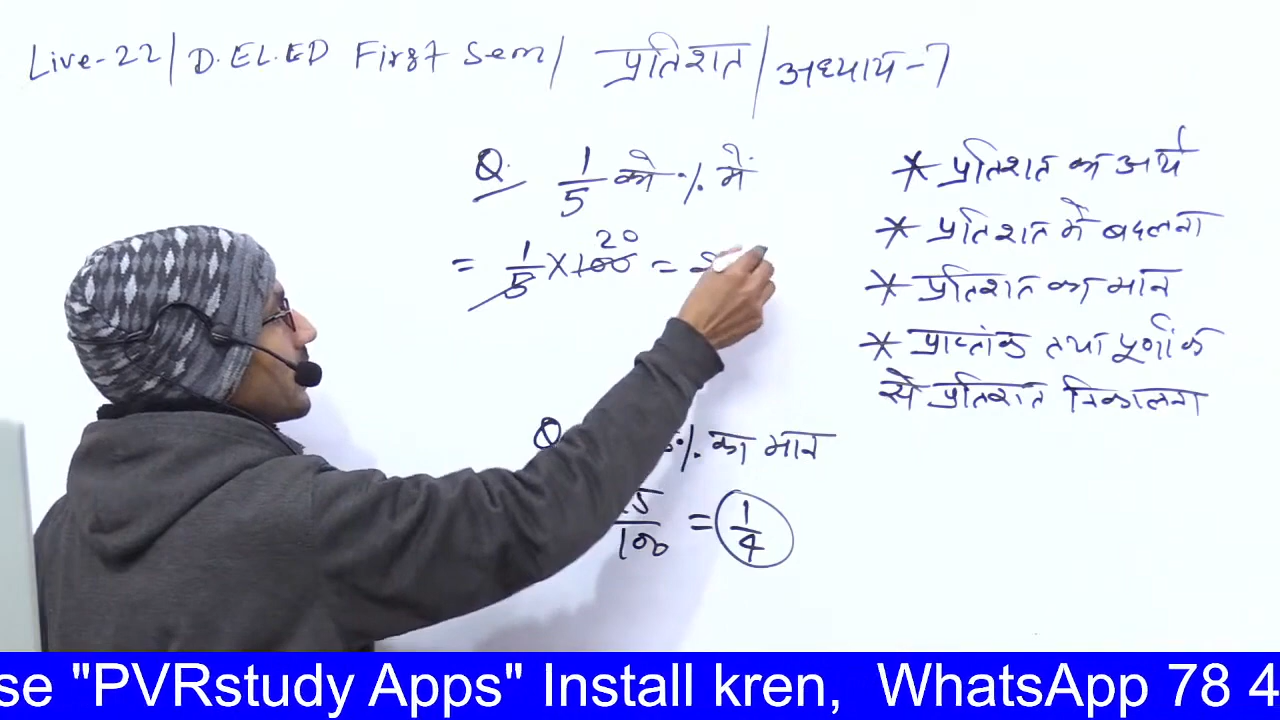 Live-22 | D.EL.ED First Sem | प्रतिशत | अध्याय-7
Q. 1/5 को % में
= 1/5 × 100 20 =
Q % का मान
100 = 1/4
* प्रतिशत का अर्थ
* प्रतिशत में बदलना
* प्रतिशत का मान
* प्राप्तांक तथा पूर्णांक
से प्रतिशत निकालना
se "PVRstudy Apps" Install kren, WhatsApp 78 4